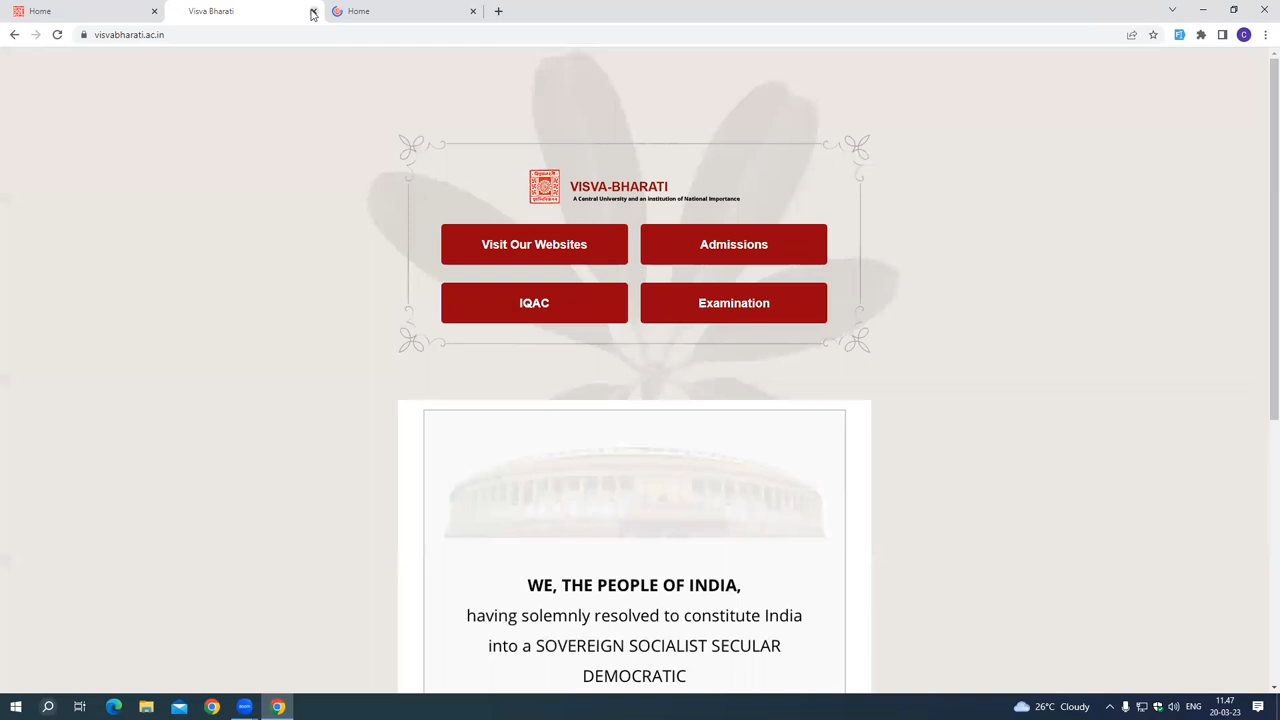 Home
Visva Bharati
Home
visvabharati.ac.in
VISVA-BHARATI
A Central University and an Institution of National Importance
Visit Our Websites
Admissions
IQAC
Examination
WE, THE PEOPLE OF INDIA,
having solemnly resolved to constitute India
into a SOVEREIGN SOCIALIST SECULAR
DEMOCRATIC
26°C Cloudy
ENG
11.47
20-03-23